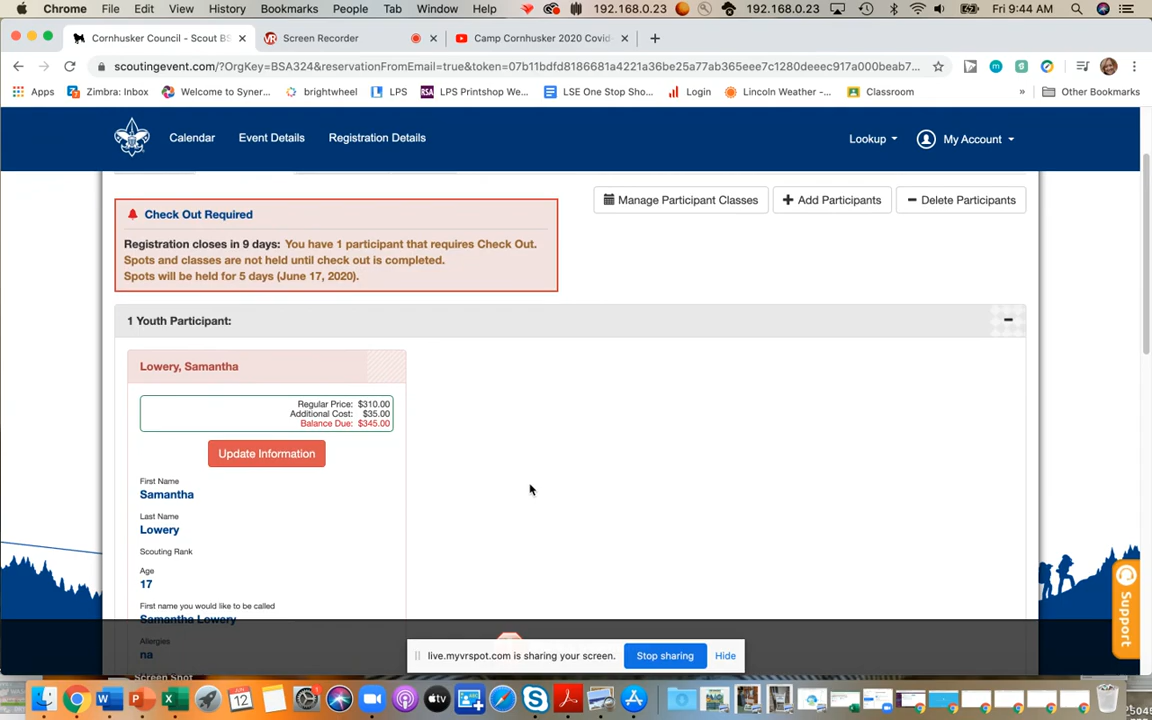 Chrome File Edit View History Bookmarks People Tab Window Help 192.168.0.23 192.168.0.23 Fri 9:44 AM
Cornhusker Council - Scout BS
Screen Recorder
Camp Cornhusker 2020 Covid-
scoutingevent.com/?OrgKey=BSA324&reservationFromEmail=true&token=07b11bdfd8186681a4221a36be25a77ab365eee7c1280deeec917a000beab7...
Apps Zimbra: Inbox Welcome to Syner... brightwheel LPS LPS Printshop We... LSE One Stop Sho... Login Lincoln Weather -... Classroom » Other Bookmarks
Calendar Event Details Registration Details Lookup My Account
Check Out Required
Registration closes in 9 days: You have 1 participant that requires Check Out.
Spots and classes are not held until check out is completed.
Spots will be held for 5 days (June 17, 2020).
Manage Participant Classes + Add Participants − Delete Participants
1 Youth Participant:
Lowery, Samantha
Regular Price: $310.00
Additional Cost: $35.00
Balance Due: $345.00
Update Information
First Name
Samantha
Last Name
Lowery
Scouting Rank
Age
17
First name you would like to be called
Samantha Lowery
Allergies
na
Screen Shot
live.myvrspot.com is sharing your screen. Stop sharing Hide
Support
JUN 12
tv